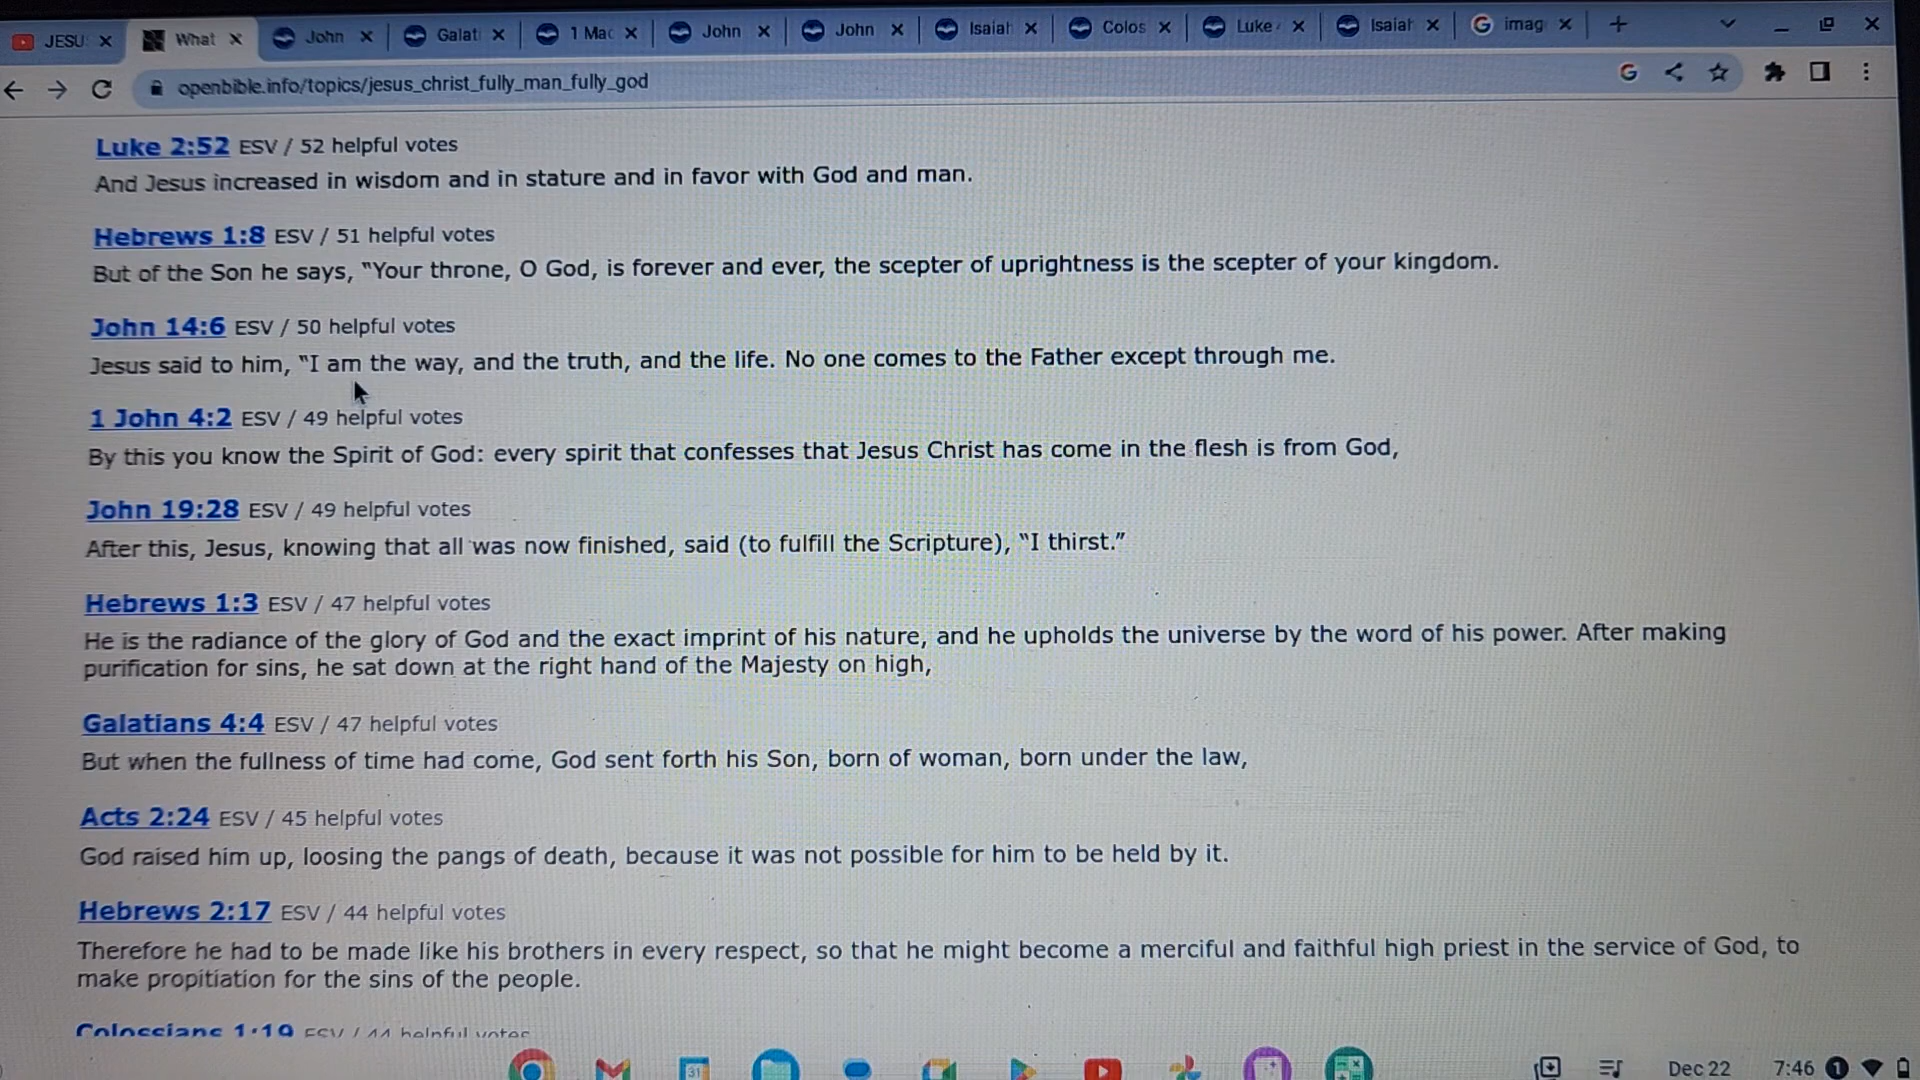 JESU
What
John
Galat
1 Mac
John
John
Isaiah
Colos
Luke
Isaiah
imag
openbible.info/topics/jesus_christ_fully_man_fully_god
Luke 2:52 ESV / 52 helpful votes
And Jesus increased in wisdom and in stature and in favor with God and man.
Hebrews 1:8 ESV / 51 helpful votes
But of the Son he says, “Your throne, O God, is forever and ever, the scepter of uprightness is the scepter of your kingdom.
John 14:6 ESV / 50 helpful votes
Jesus said to him, “I am the way, and the truth, and the life. No one comes to the Father except through me.
1 John 4:2 ESV / 49 helpful votes
By this you know the Spirit of God: every spirit that confesses that Jesus Christ has come in the flesh is from God,
John 19:28 ESV / 49 helpful votes
After this, Jesus, knowing that all was now finished, said (to fulfill the Scripture), “I thirst.”
Hebrews 1:3 ESV / 47 helpful votes
He is the radiance of the glory of God and the exact imprint of his nature, and he upholds the universe by the word of his power. After making
purification for sins, he sat down at the right hand of the Majesty on high,
Galatians 4:4 ESV / 47 helpful votes
But when the fullness of time had come, God sent forth his Son, born of woman, born under the law,
Acts 2:24 ESV / 45 helpful votes
God raised him up, loosing the pangs of death, because it was not possible for him to be held by it.
Hebrews 2:17 ESV / 44 helpful votes
Therefore he had to be made like his brothers in every respect, so that he might become a merciful and faithful high priest in the service of God, to
make propitiation for the sins of the people.
Colossians 1:19 ESV / 44 helpful votes
31
Dec 22
7:46
1